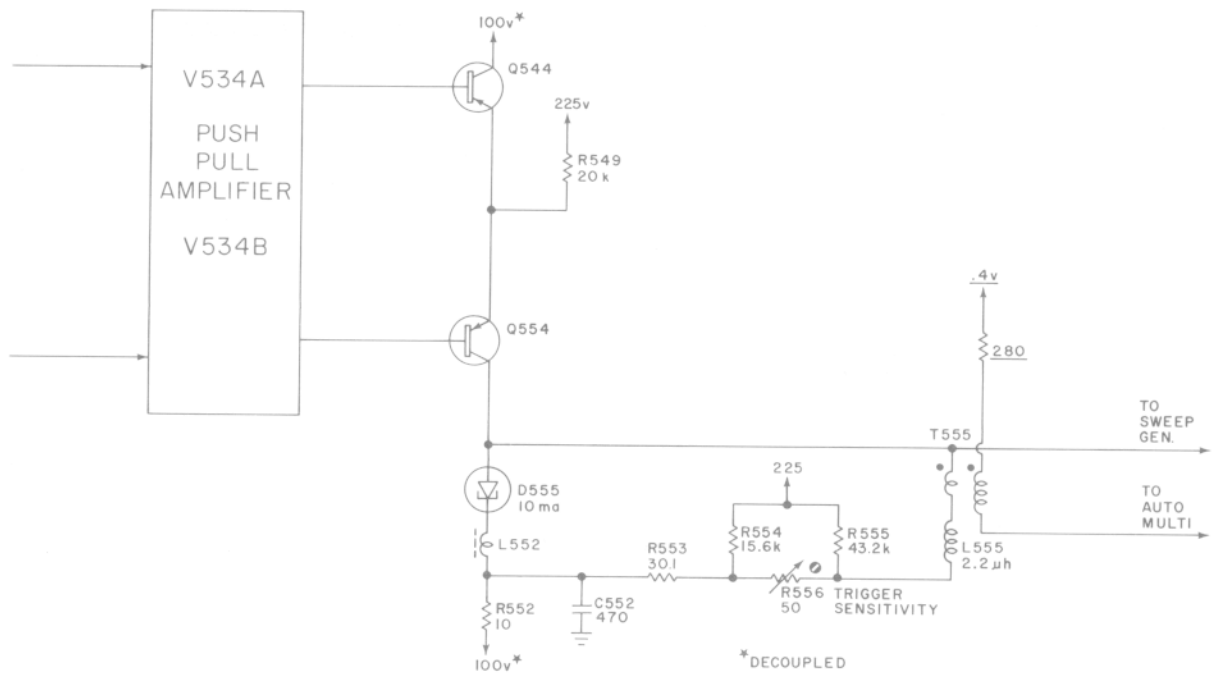 100v*
Q544
V534A
PUSH
PULL
AMPLIFIER
V534B
225v
R549
20k
Q554
.4v
280
TO
SWEEP
GEN.
T555
D555
10ma
225
TO
AUTO
MULTI
L552
R554
15.6k
R555
43.2k
R553
30.1
L555
2.2µh
R556
50
TRIGGER
SENSITIVITY
R552
10
C552
470
100v*
*DECOUPLED